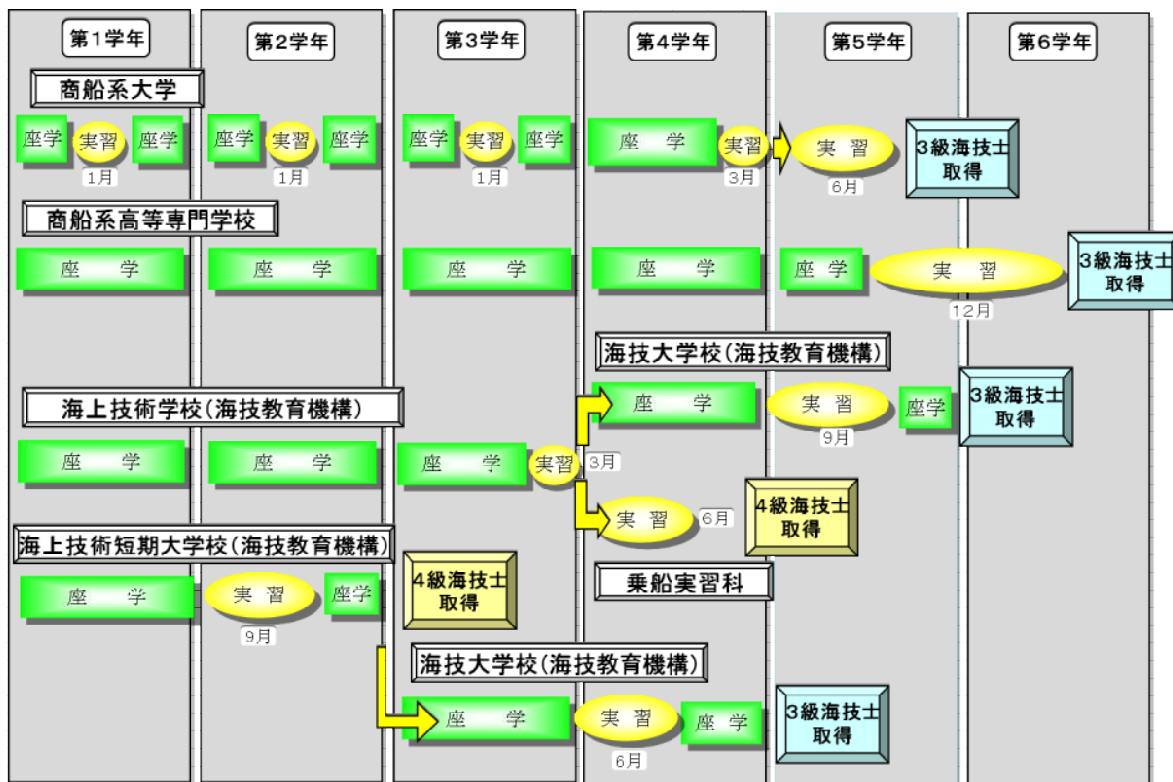 第1学年
第2学年
第3学年
第4学年
第5学年
第6学年
商船系大学
座学
実習
座学
座学
実習
座学
座学
実習
座学
座 学
実習
実 習
3級海技士
取得
1月
1月
1月
3月
6月
商船系高等専門学校
座 学
座 学
座 学
座 学
座 学
実 習
3級海技士
取得
12月
海技大学校(海技教育機構)
座 学
実 習
座学
3級海技士
取得
9月
海上技術学校(海技教育機構)
座 学
座 学
座 学
実習
3月
実 習
6月
4級海技士
取得
乗船実習科
海上技術短期大学校(海技教育機構)
座 学
実 習
座学
4級海技士
取得
9月
海技大学校(海技教育機構)
座 学
実 習
座 学
3級海技士
取得
6月